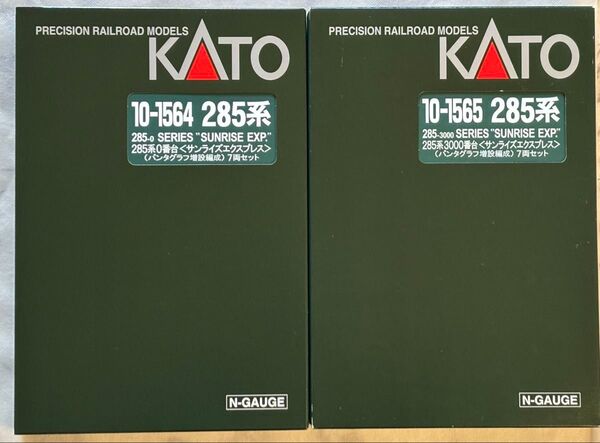 PRECISION RAILROAD MODELS
KATO
10-1564 285系
285-0 SERIES "SUNRISE EXP."
285系0番台<サンライズエクスプレス>
(パンタグラフ増設編成) 7両セット
N-GAUGE
PRECISION RAILROAD MODELS
KATO
10-1565 285系
285-3000 SERIES "SUNRISE EXP."
285系3000番台<サンライズエクスプレス>
(パンタグラフ増設編成) 7両セット
N-GAUGE